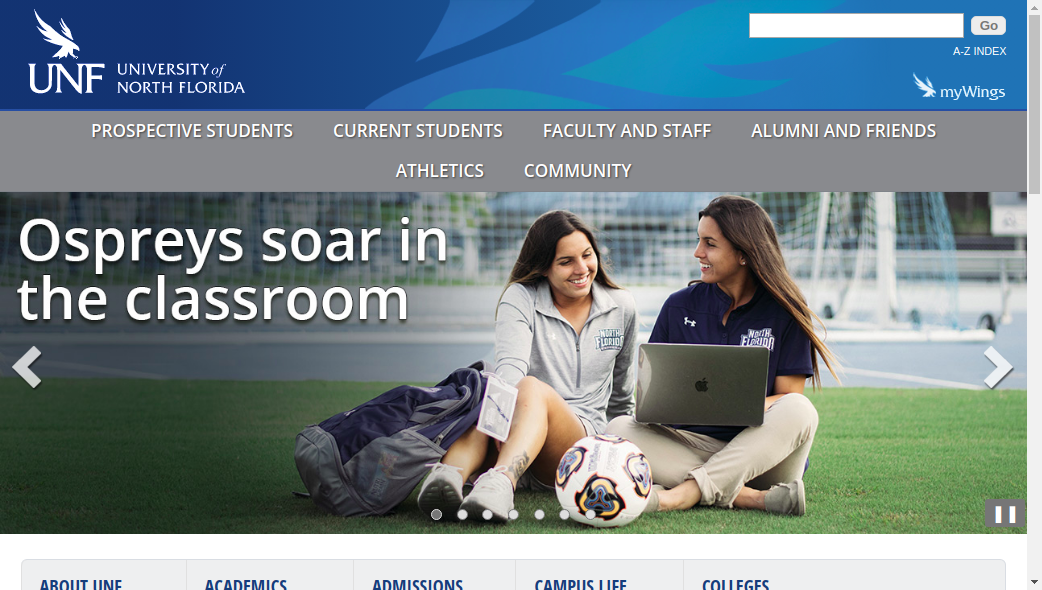 Go
A-Z INDEX
UNF UNIVERSITY of
NORTH FLORIDA
myWings
PROSPECTIVE STUDENTS CURRENT STUDENTS FACULTY AND STAFF ALUMNI AND FRIENDS
ATHLETICS COMMUNITY
Ospreys soar in
the classroom
NORTH
FLORIDA
NORTH
FLORIDA
ABOUT UNF ACADEMICS ADMISSIONS CAMPUS LIFE COLLEGES